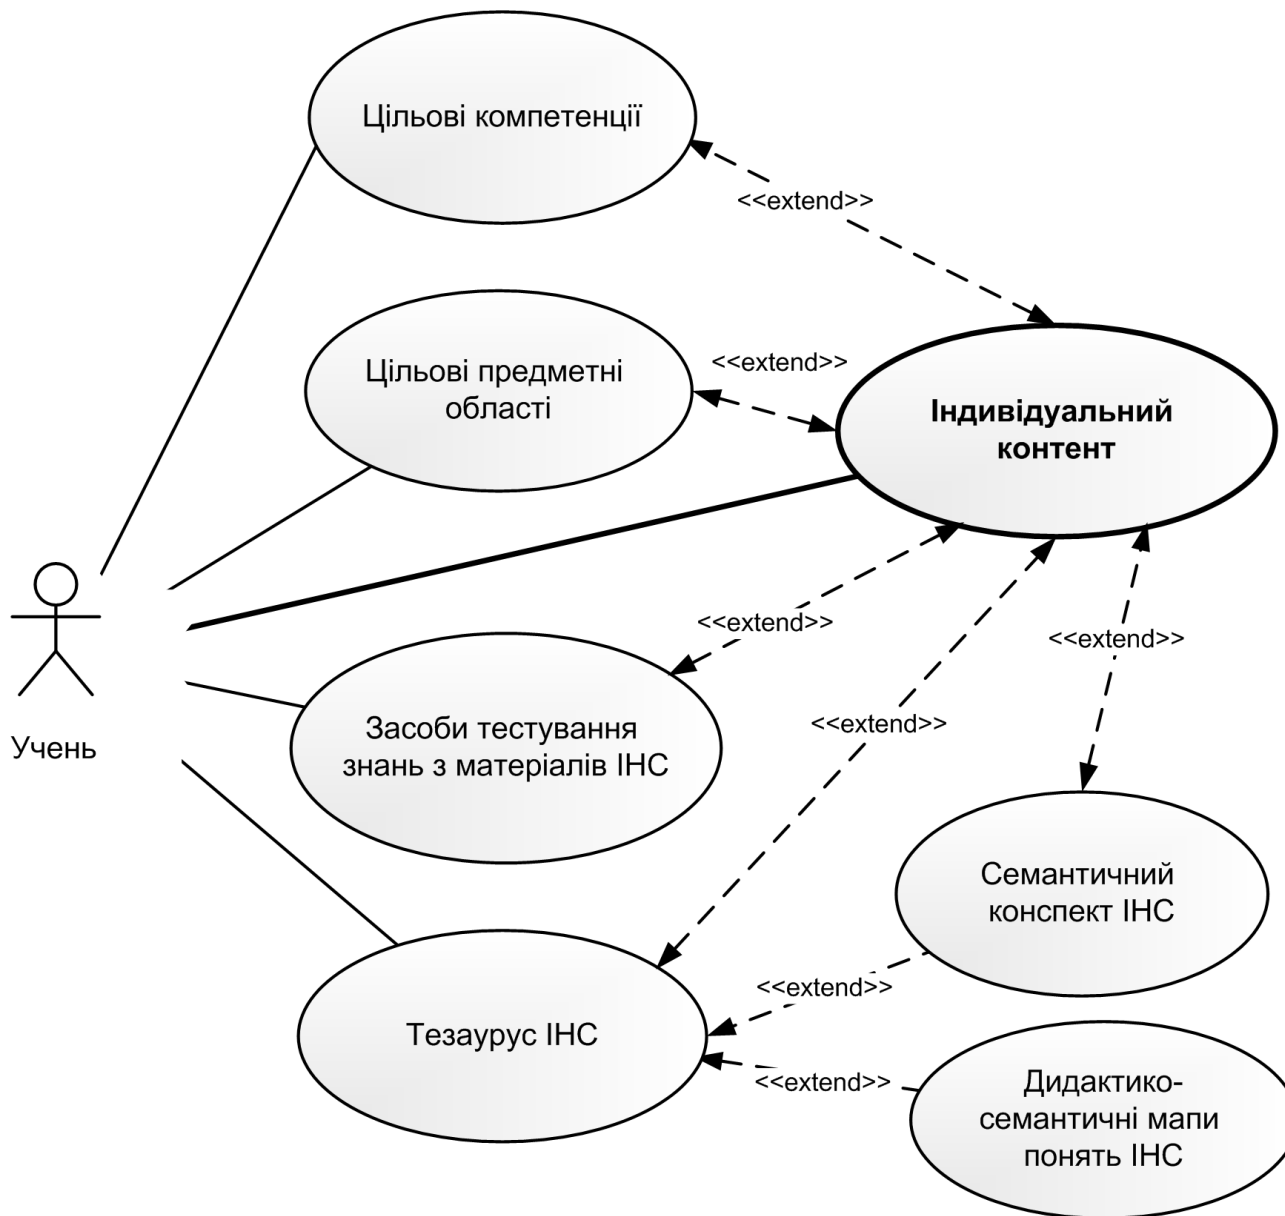 Цільові компетенції
<<extend>>
Цільові предметні
області
<<extend>>
Індивідуальний
контент
<<extend>>
<<extend>>
<<extend>>
Учень
Засоби тестування
знань з матеріалів ІНС
Семантичний
конспект ІНС
<<extend>>
Тезаурус ІНС
<<extend>>
Дидактико-
семантичні мапи
понять ІНС